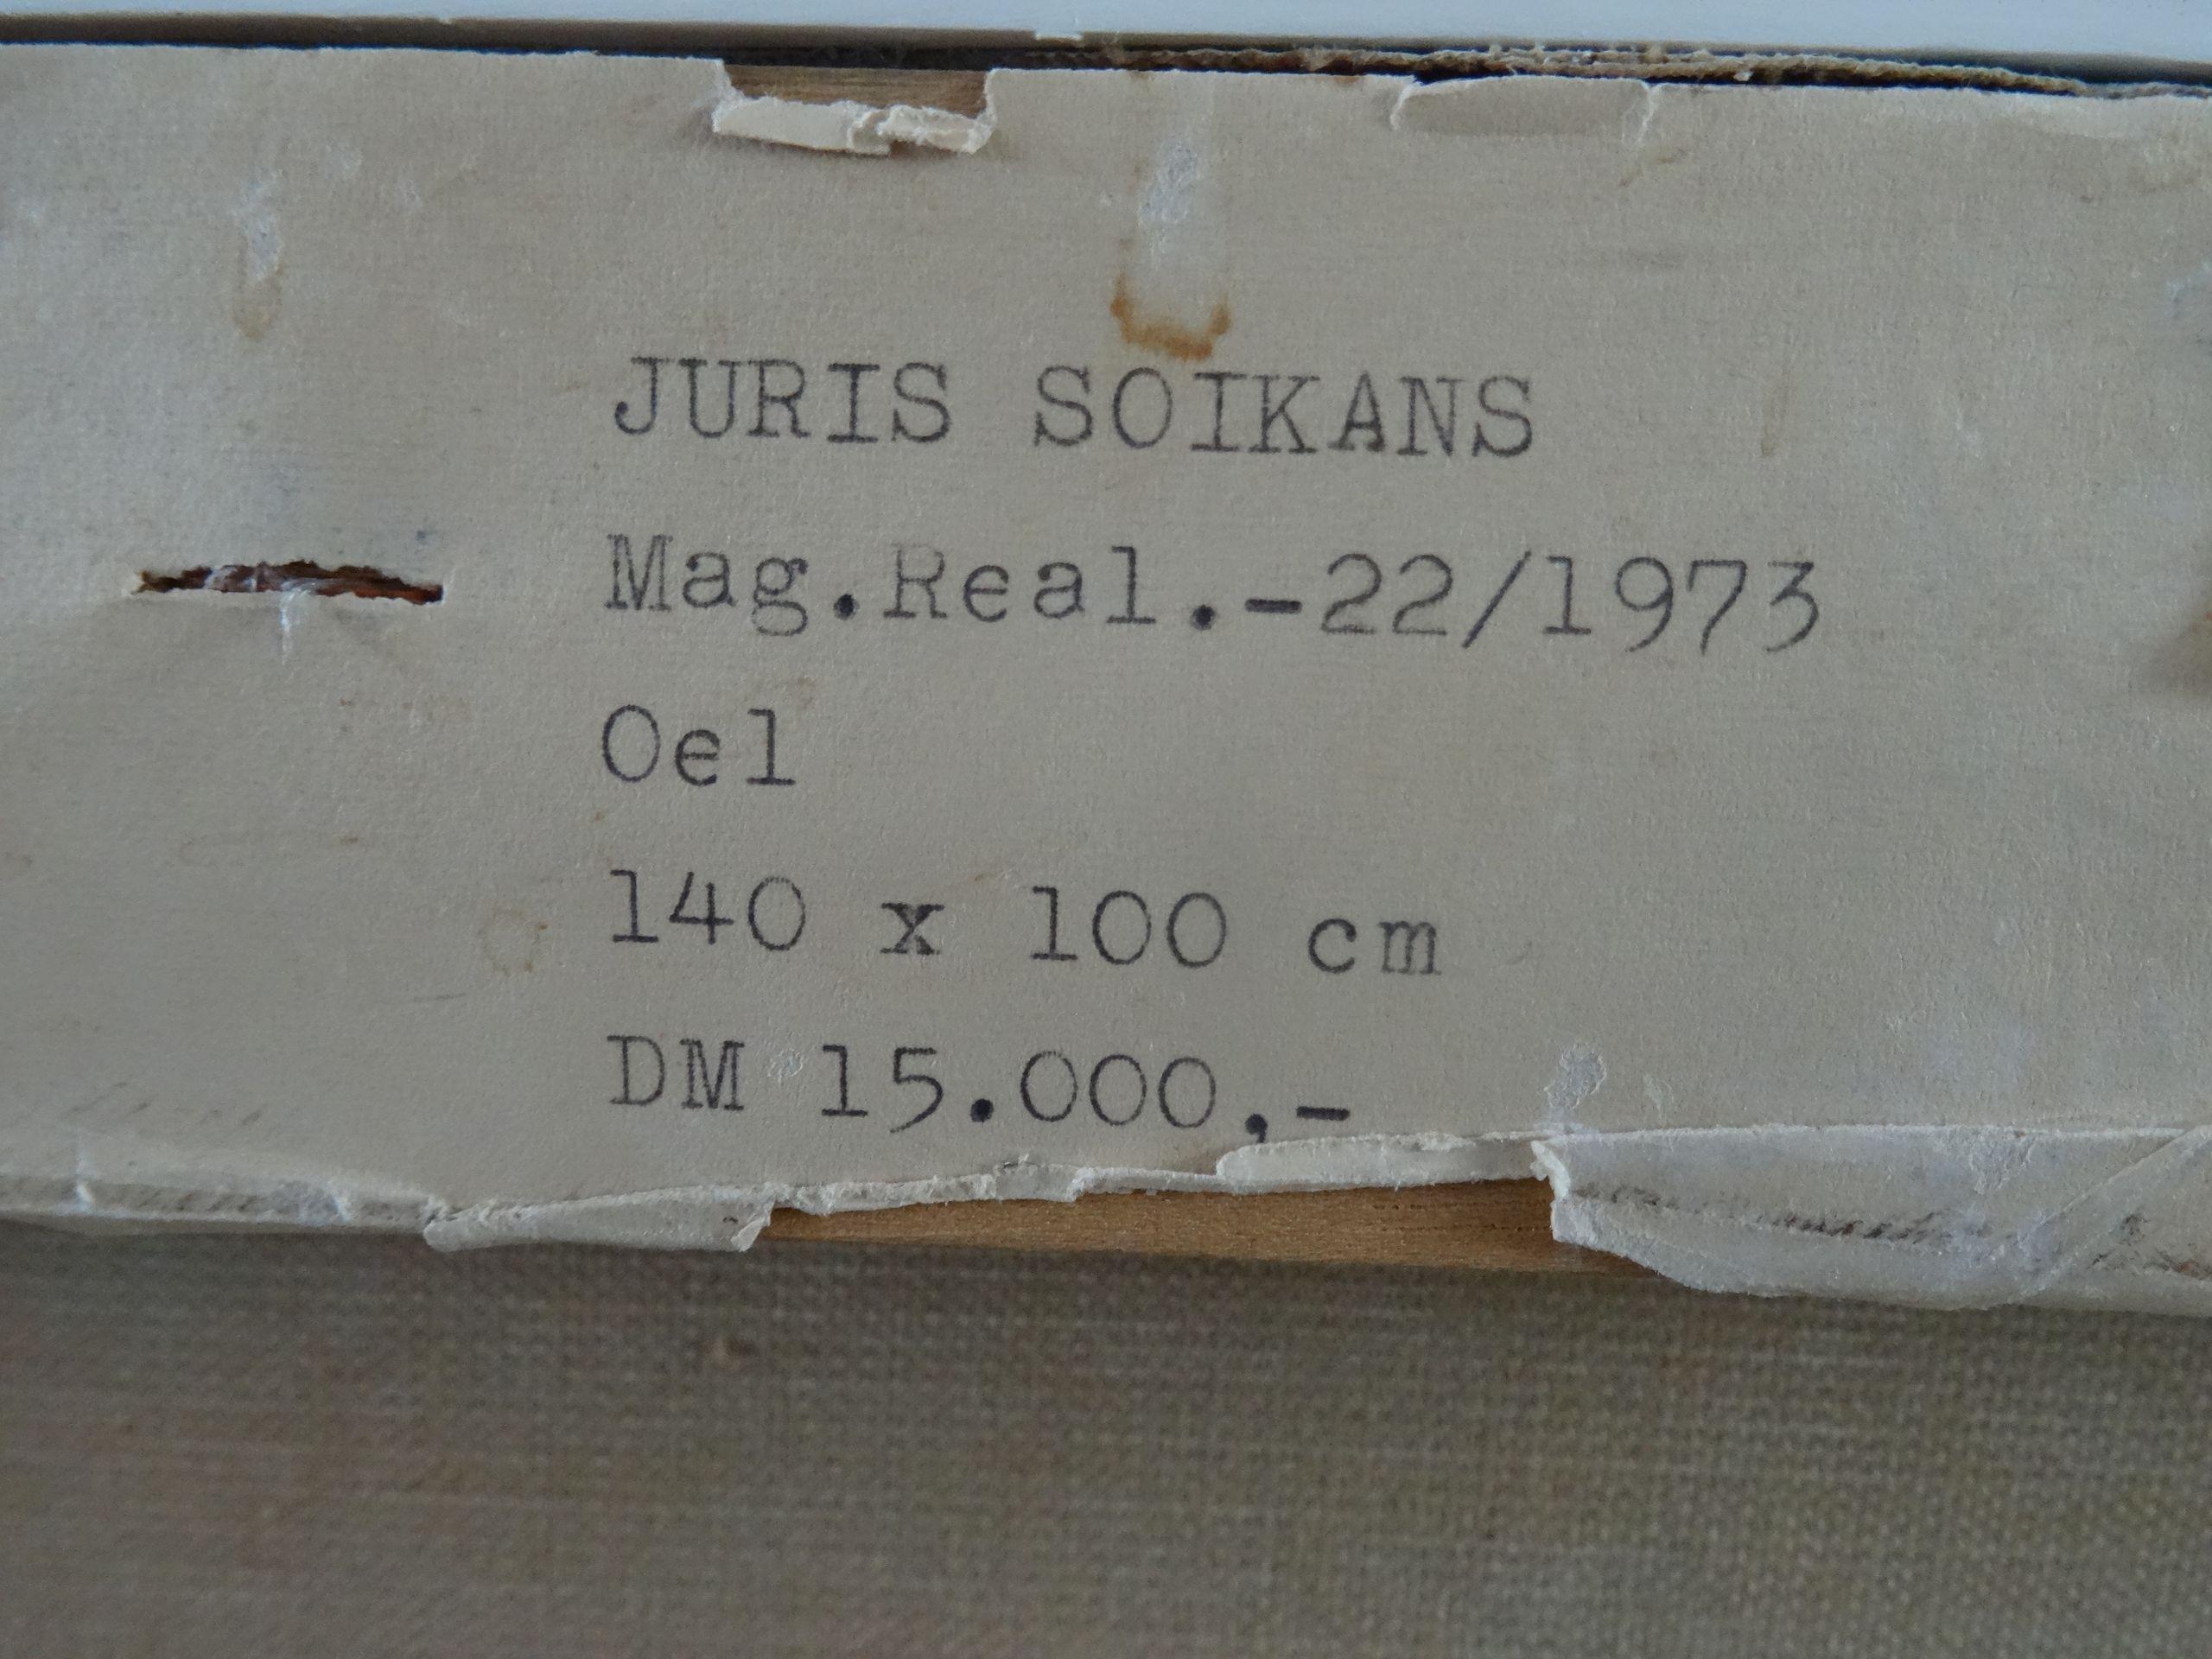 JURIS SOIKANS
Mag.Real.-22/1973
Oel
140 x 100 cm
DM 15.000,-